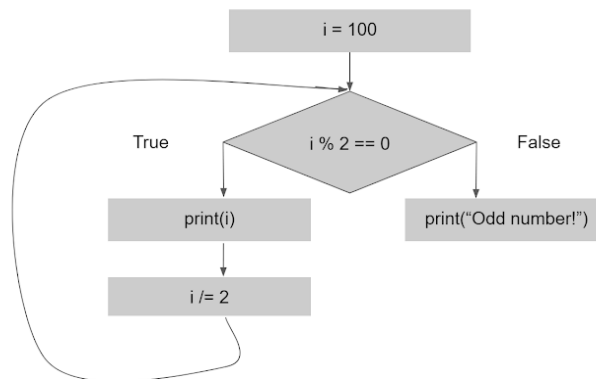 i = 100
True
i % 2 == 0
False
print(i)
print(“Odd number!”)
i /= 2